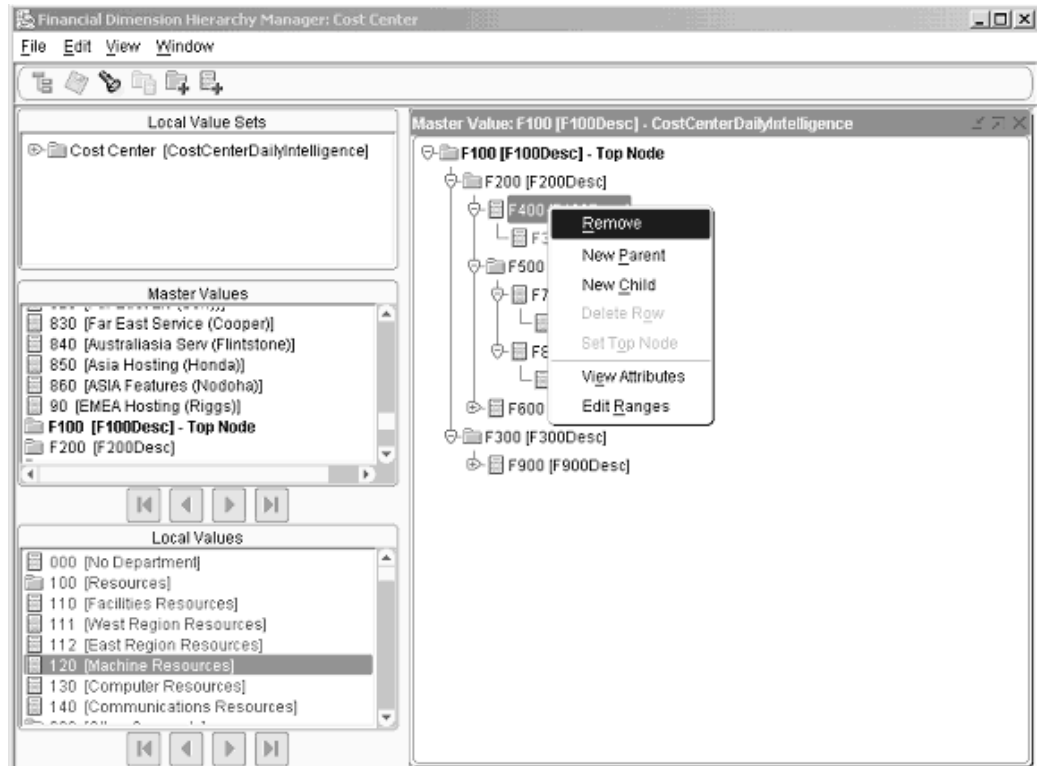 Financial Dimension Hierarchy Manager: Cost Center
File Edit View Window
Local Value Sets
Cost Center [CostCenterDailyIntelligence]
Master Values
830 [Far East Service (Cooper)]
840 [Australiasia Serv (Flintstone)]
850 [Asia Hosting (Honda)]
860 [ASIA Features (Nodoha)]
90 [EMEA Hosting (Riggs)]
F100 [F100Desc] - Top Node
F200 [F200Desc]
Local Values
000 [No Department]
100 [Resources]
110 [Facilities Resources]
111 [West Region Resources]
112 [East Region Resources]
120 [Machine Resources]
130 [Computer Resources]
140 [Communications Resources]
Master Value: F100 [F100Desc] - CostCenterDailyIntelligence
F100 [F100Desc] - Top Node
F200 [F200Desc]
F400
F500
F600
F300 [F300Desc]
F900 [F900Desc]
Remove
New Parent
New Child
Delete Row
Set Top Node
View Attributes
Edit Ranges